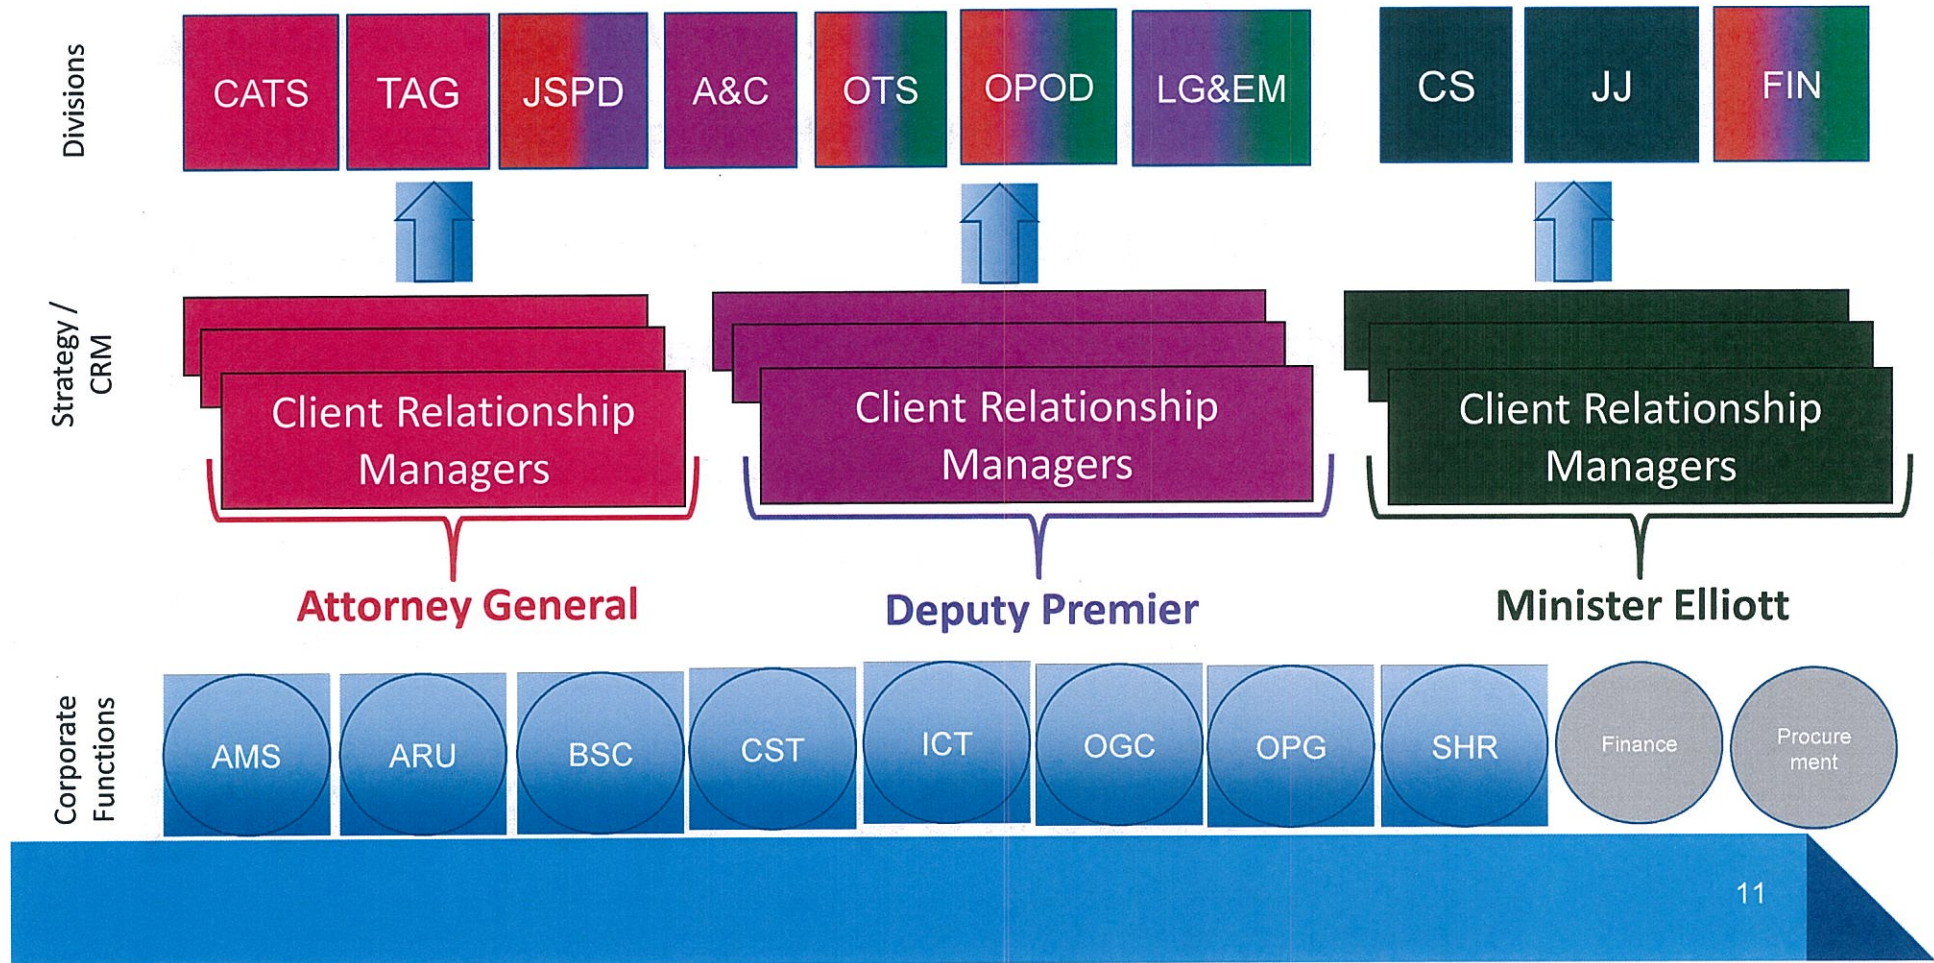 Divisions
CATS
TAG
JSPD
A&C
OTS
OPOD
LG&EM
CS
JJ
FIN
Strategy /
CRM
Client Relationship
Managers
Client Relationship
Managers
Client Relationship
Managers
Attorney General
Deputy Premier
Minister Elliott
Corporate
Functions
AMS
ARU
BSC
CST
ICT
OGC
OPG
SHR
Finance
Procure
ment
11